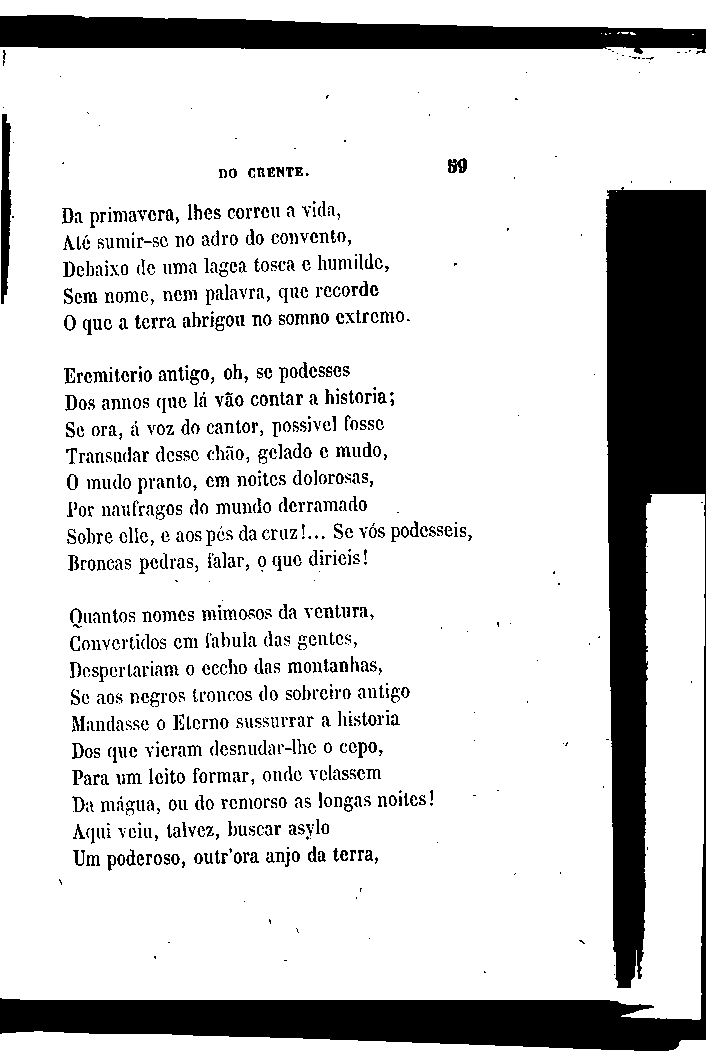 DO CRENTE. 59
Da primavera, lhes correu a vida,
Até sumir-se no adro do convento,
Debaixo de uma lagea tosca e humilde,
Sem nome, nem palavra, que recorde
O que a terra abrigou no somno extremo.
Eremiterio antigo, oh, se podesses
Dos annos que lá vão contar a historia;
Se ora, á voz do cantor, possivel fosse
Transudar desse chão, gelado e mudo,
O mudo pranto, em noites dolorosas,
Por naufragos do mundo derramado
Sobre elle, e aos pés da cruz!... Se vós podesseis,
Broncas pedras, falar, o que dirieis!
Quantos nomes mimosos da ventura,
Convertidos em fabula das gentes,
Despertariam o eccho das montanhas,
Se aos negros troncos do sobreiro antigo
Mandasse o Eterno sussurrar a historia
Dos que vieram desnudar-lhe o cepo,
Para um leito formar, onde velassem
Da mágua, ou do remorso as longas noites!
Aqui veiu, talvez, buscar asylo
Um poderoso, outr'ora anjo da terra,